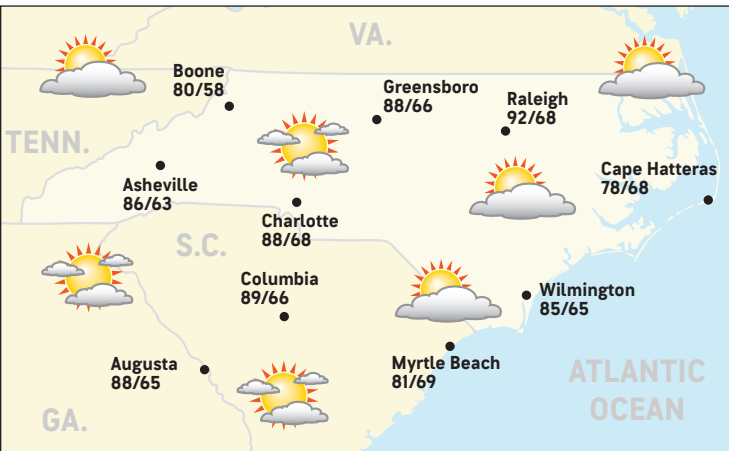 VA.
Boone
80/58
Greensboro
88/66
Raleigh
92/68
TENN.
Asheville
86/63
Cape Hatteras
78/68
Charlotte
88/68
S.C.
Columbia
89/66
Wilmington
85/65
Augusta
88/65
Myrtle Beach
81/69
ATLANTIC
OCEAN
GA.